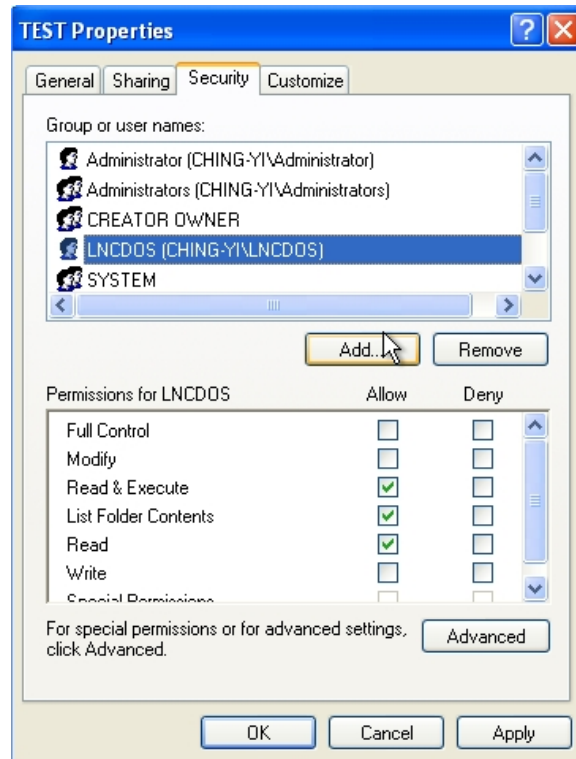 TEST Properties
General Sharing Security Customize
Group or user names:
Administrator (CHING-YI\Administrator)
Administrators (CHING-YI\Administrators)
CREATOR OWNER
LNCDOS (CHING-YI\LNCDOS)
SYSTEM
Add... Remove
Permissions for LNCDOS Allow Deny
Full Control
Modify
Read & Execute
List Folder Contents
Read
Write
Special Permissions
For special permissions or for advanced settings,
click Advanced.
Advanced
OK Cancel Apply